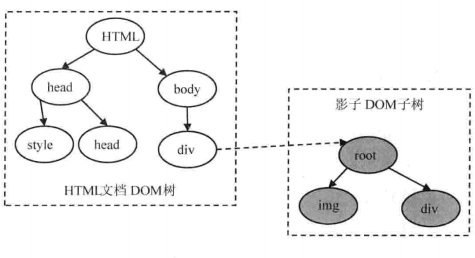 HTML
head
body
style
head
div
HTML文档 DOM树
影子 DOM子树
root
img
div